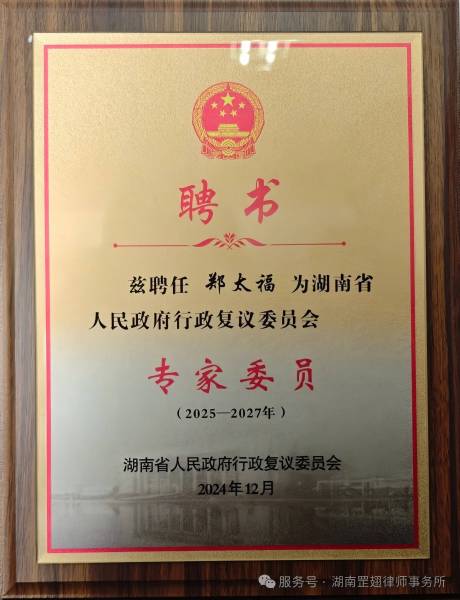 聘书
兹聘任 郑太福 为湖南省
人民政府行政复议委员会
专家委员
（2025—2027年）
湖南省人民政府行政复议委员会
2024年12月
服务号·湖南罡翅律师事务所